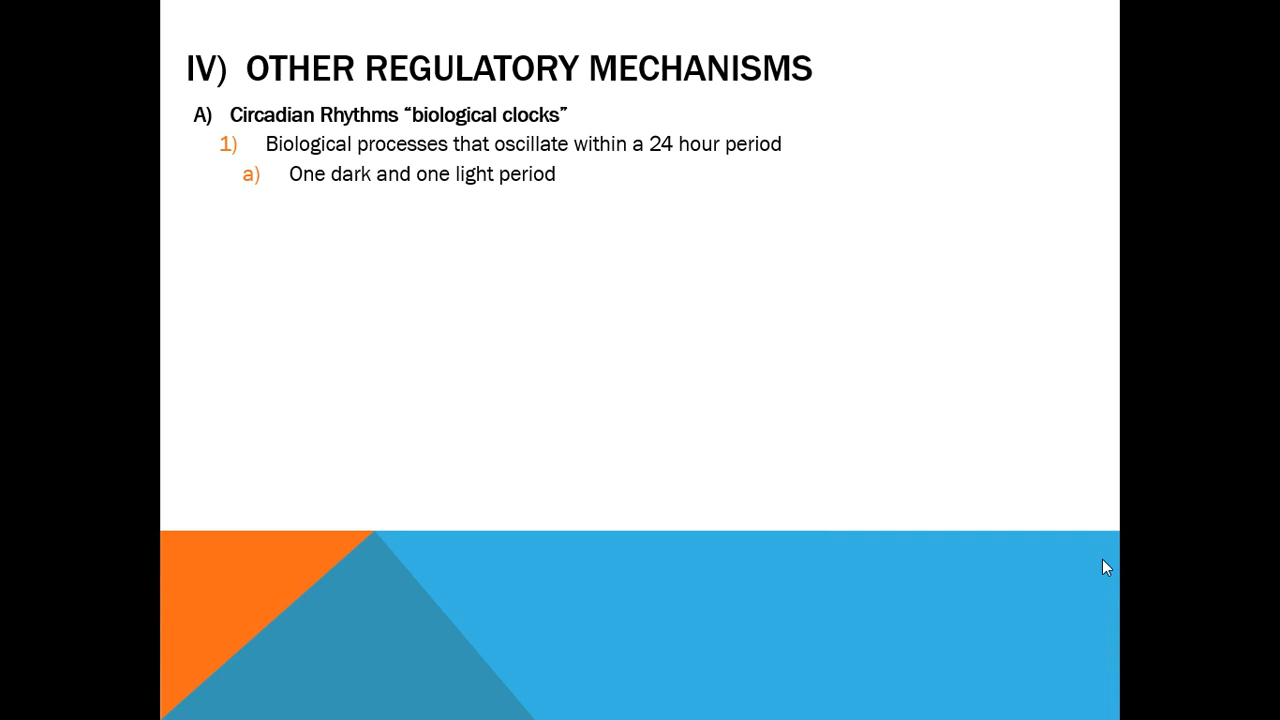 IV) OTHER REGULATORY MECHANISMS
A) Circadian Rhythms “biological clocks”
1) Biological processes that oscillate within a 24 hour period
a) One dark and one light period